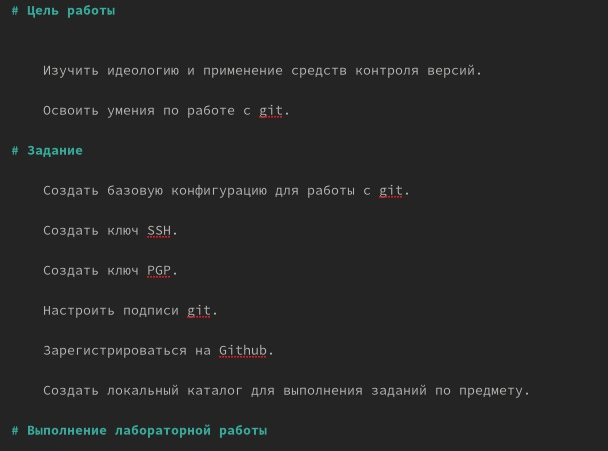 # Цель работы
Изучить идеологию и применение средств контроля версий.
Освоить умения по работе с git.
# Задание
Создать базовую конфигурацию для работы с git.
Создать ключ SSH.
Создать ключ PGP.
Настроить подписи git.
Зарегистрироваться на Github.
Создать локальный каталог для выполнения заданий по предмету.
# Выполнение лабораторной работы